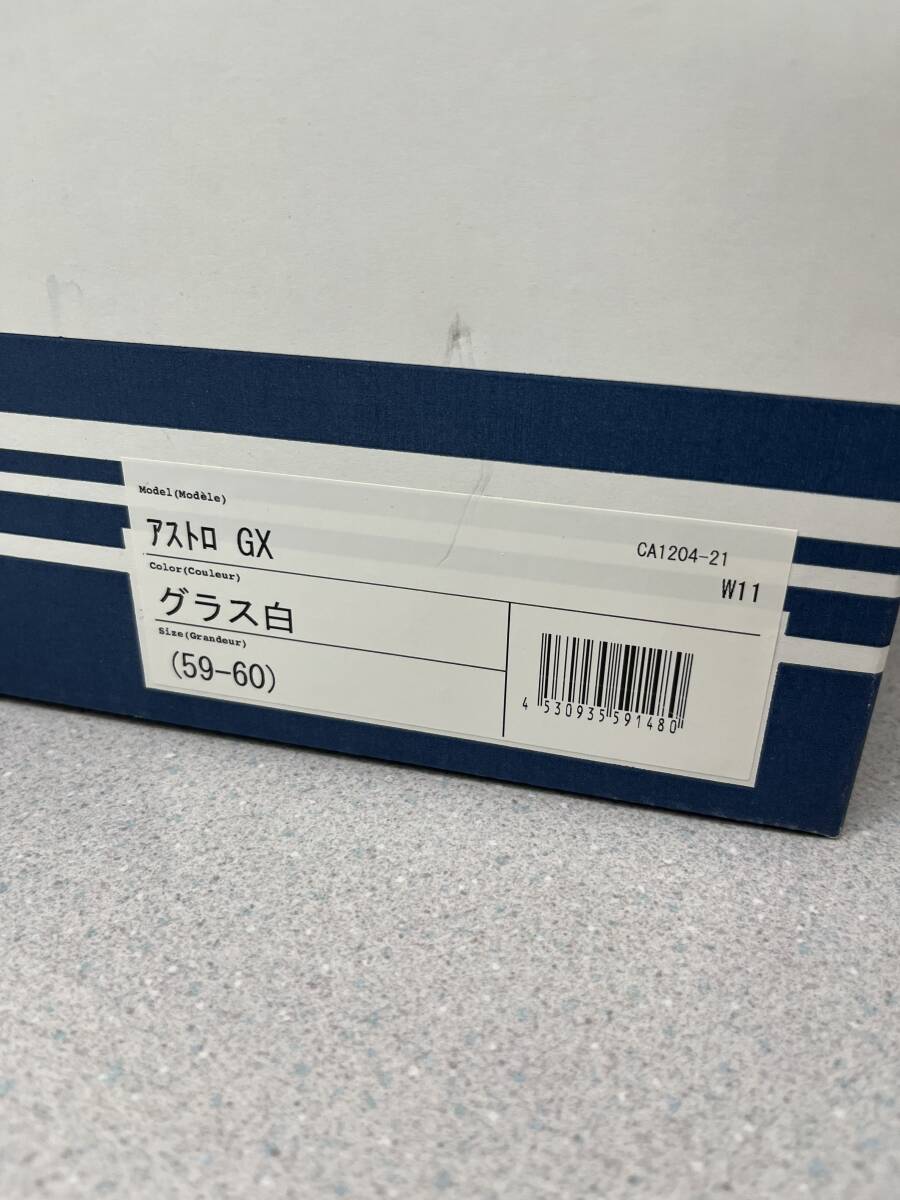 Model(Modèle)
ｱｽﾄﾛ GX
CA1204-21
W11
Color(Couleur)
グラス白
Size(Grandeur)
(59-60)
4 530935 591480